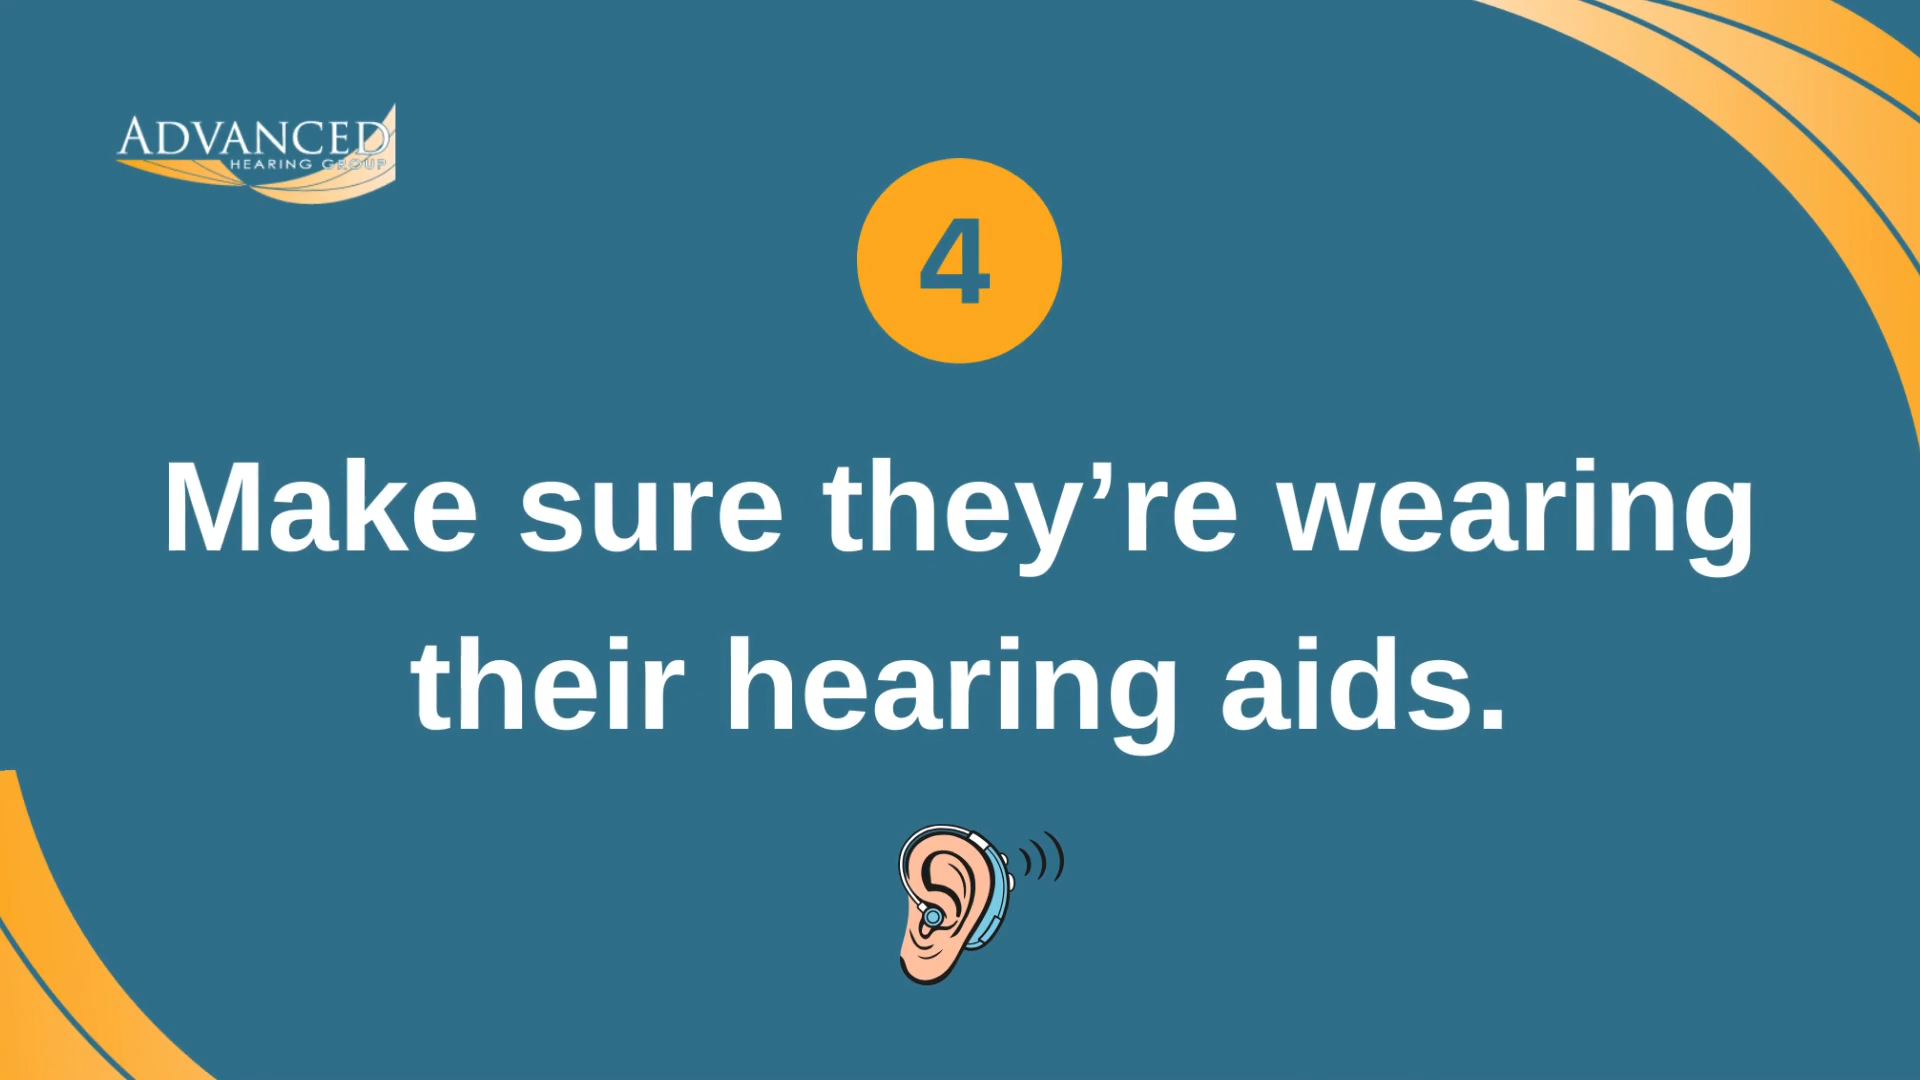 ADVANCED
HEARING GROUP
4
Make sure they’re wearing
their hearing aids.